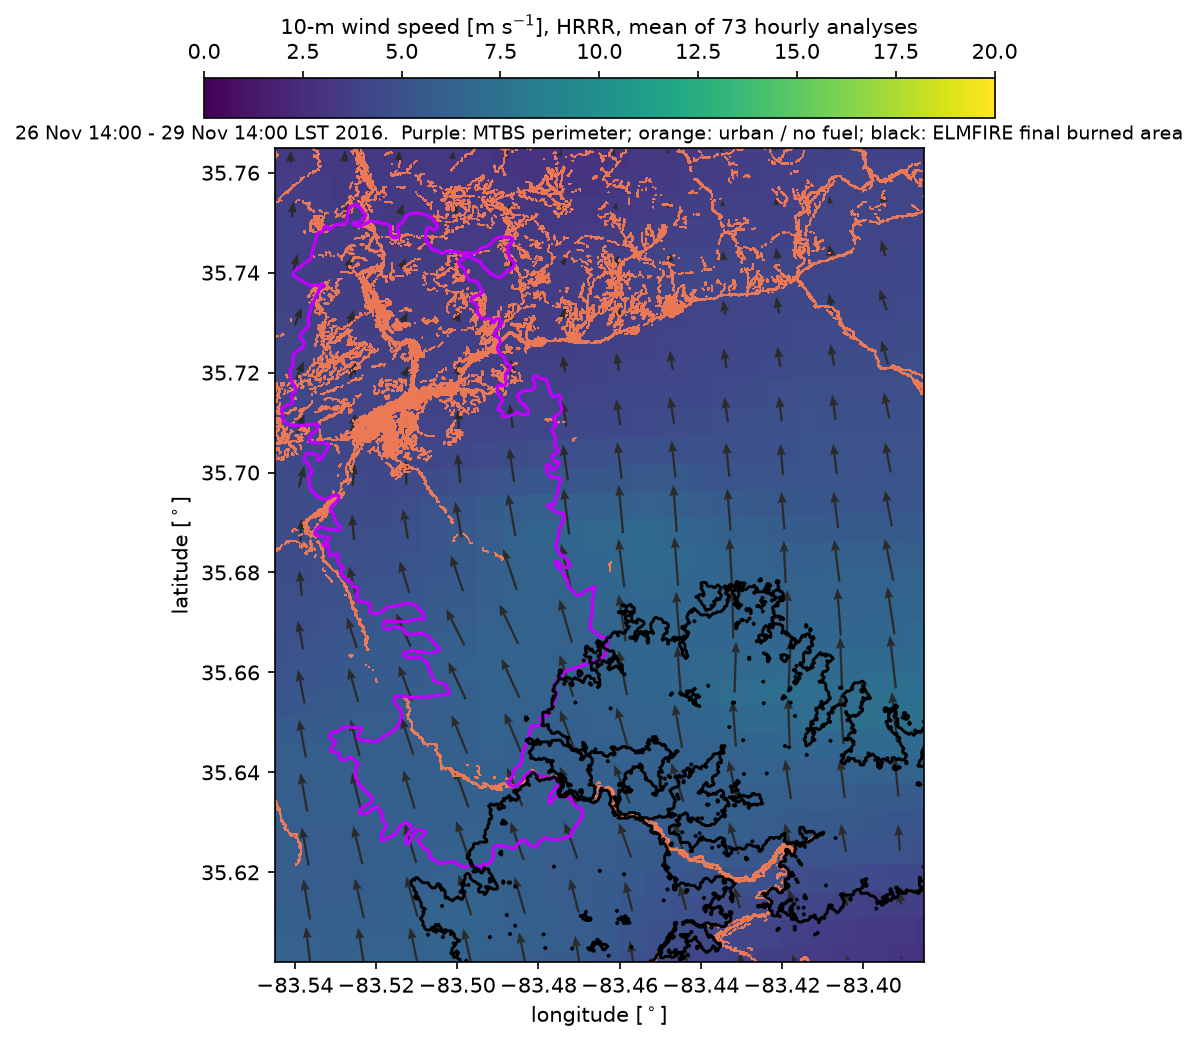 10-m wind speed [m s⁻¹], HRRR, mean of 73 hourly analyses
0.0 2.5 5.0 7.5 10.0 12.5 15.0 17.5 20.0
26 Nov 14:00 - 29 Nov 14:00 LST 2016. Purple: MTBS perimeter; orange: urban / no fuel; black: ELMFIRE final burned area
35.76
35.74
35.72
35.70
35.68
35.66
35.64
35.62
latitude [°]
−83.54 −83.52 −83.50 −83.48 −83.46 −83.44 −83.42 −83.40
longitude [°]